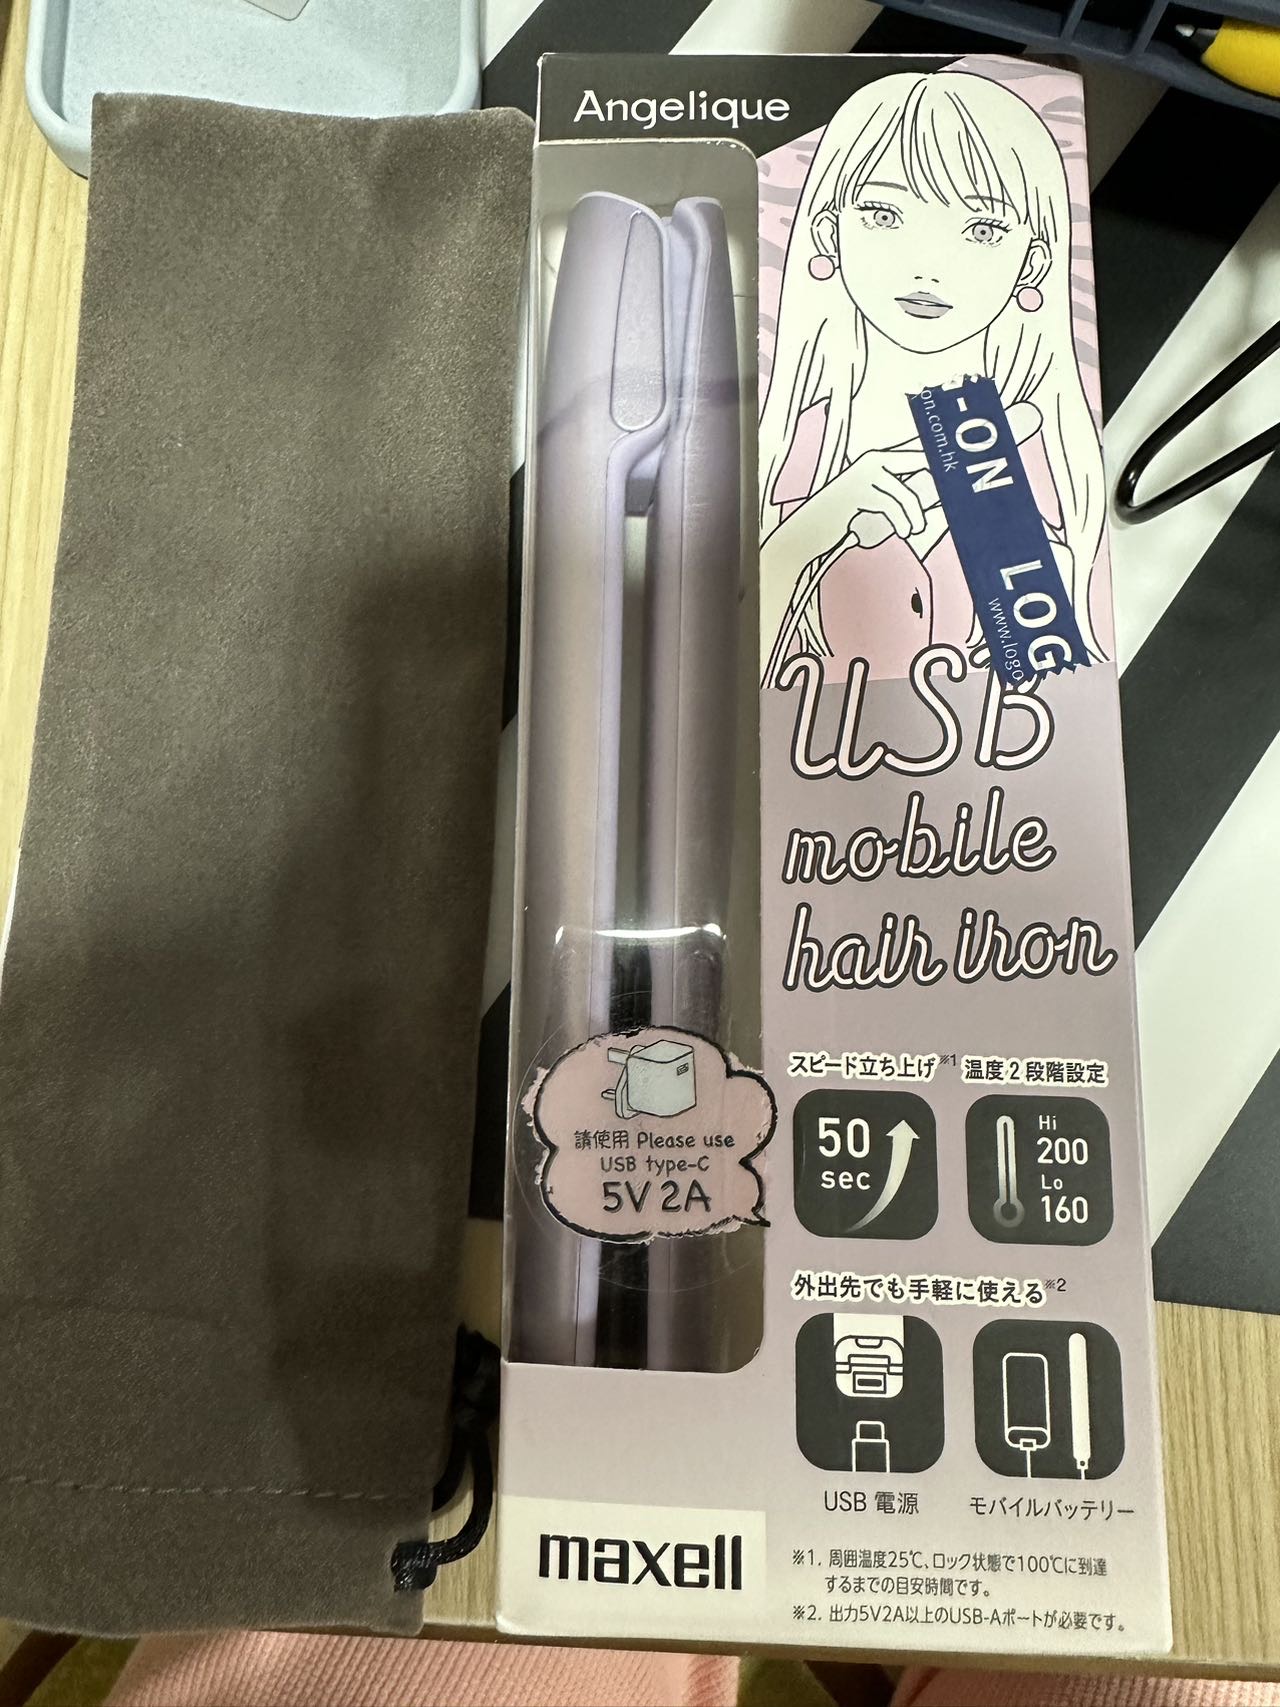 Angelique
-ON
on.com.hk
LOG
www.logo
USB
mobile
hair iron
スピード立ち上げ※1
50
sec
温度2段階設定
Hi
200
Lo
160
請使用 Please use
USB type-C
5V 2A
外出先でも手軽に使える※2
USB 電源
モバイルバッテリー
maxell
※1. 周囲温度25℃、ロック状態で100℃に到達
するまでの目安時間です。
※2. 出力5V2A以上のUSB-Aポートが必要です。